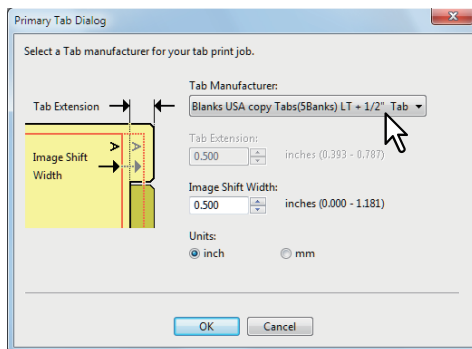 Primary Tab Dialog
Select a Tab manufacturer for your tab print job.
Tab Manufacturer:
Blanks USA copy Tabs(5Banks) LT + 1/2" Tab
Tab Extension
Tab Extension:
0.500
inches (0.393 - 0.787)
A
A
Image Shift
Width
Image Shift Width:
0.500
inches (0.000 - 1.181)
Units:
inch
mm
OK
Cancel